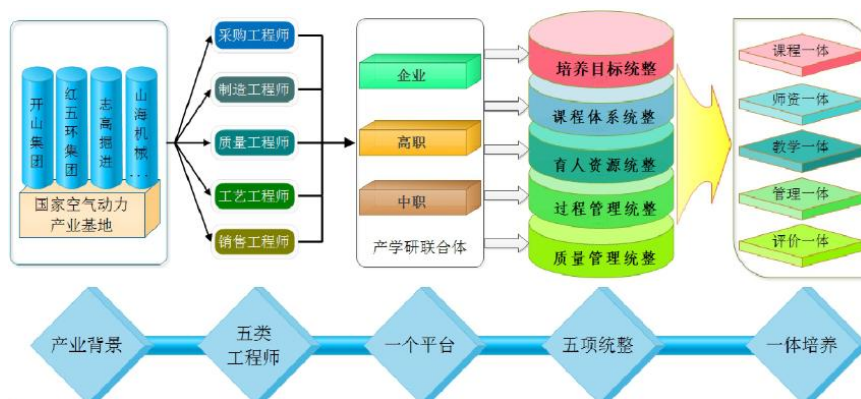 开山集团
红五环集团
志高掘进
山海机械…
国家空气动力
产业基地
采购工程师
制造工程师
质量工程师
工艺工程师
销售工程师
企业
高职
中职
产学研联合体
培养目标统整
课程体系统整
育人资源统整
过程管理统整
质量管理统整
课程一体
师资一体
教学一体
管理一体
评价一体
产业背景
五类
工程师
一个平台
五项统整
一体培养